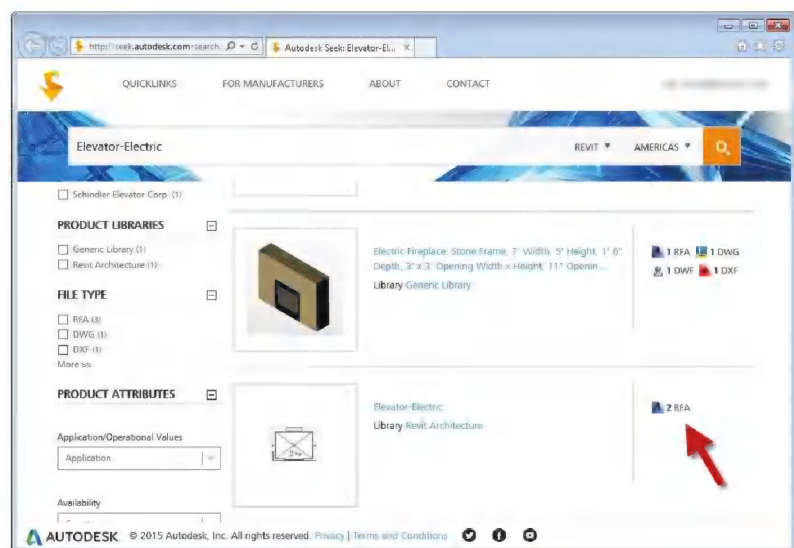 http://seek.autodesk.com/search
Autodesk Seek: Elevator-El...
QUICKLINKS FOR MANUFACTURERS ABOUT CONTACT
Elevator-Electric REVIT AMERICAS
Schindler Elevator Corp. (1)
PRODUCT LIBRARIES
Generic Library (1)
Revit Architecture (1)
FILE TYPE
RFA (3)
DWG (1)
DXF (1)
More >>
PRODUCT ATTRIBUTES
Application/Operational Values
Application
Availability
Electric Fireplace, Stone Frame, 7' Width, 5' Height, 1' 6"
Depth, 3' x 3' Opening Width x Height, 11" Openin...
Library Generic Library
1 RFA 1 DWG
1 DWF 1 DXF
Elevator-Electric
Library Revit Architecture
2 RFA
AUTODESK © 2015 Autodesk, Inc. All rights reserved. Privacy | Terms and Conditions